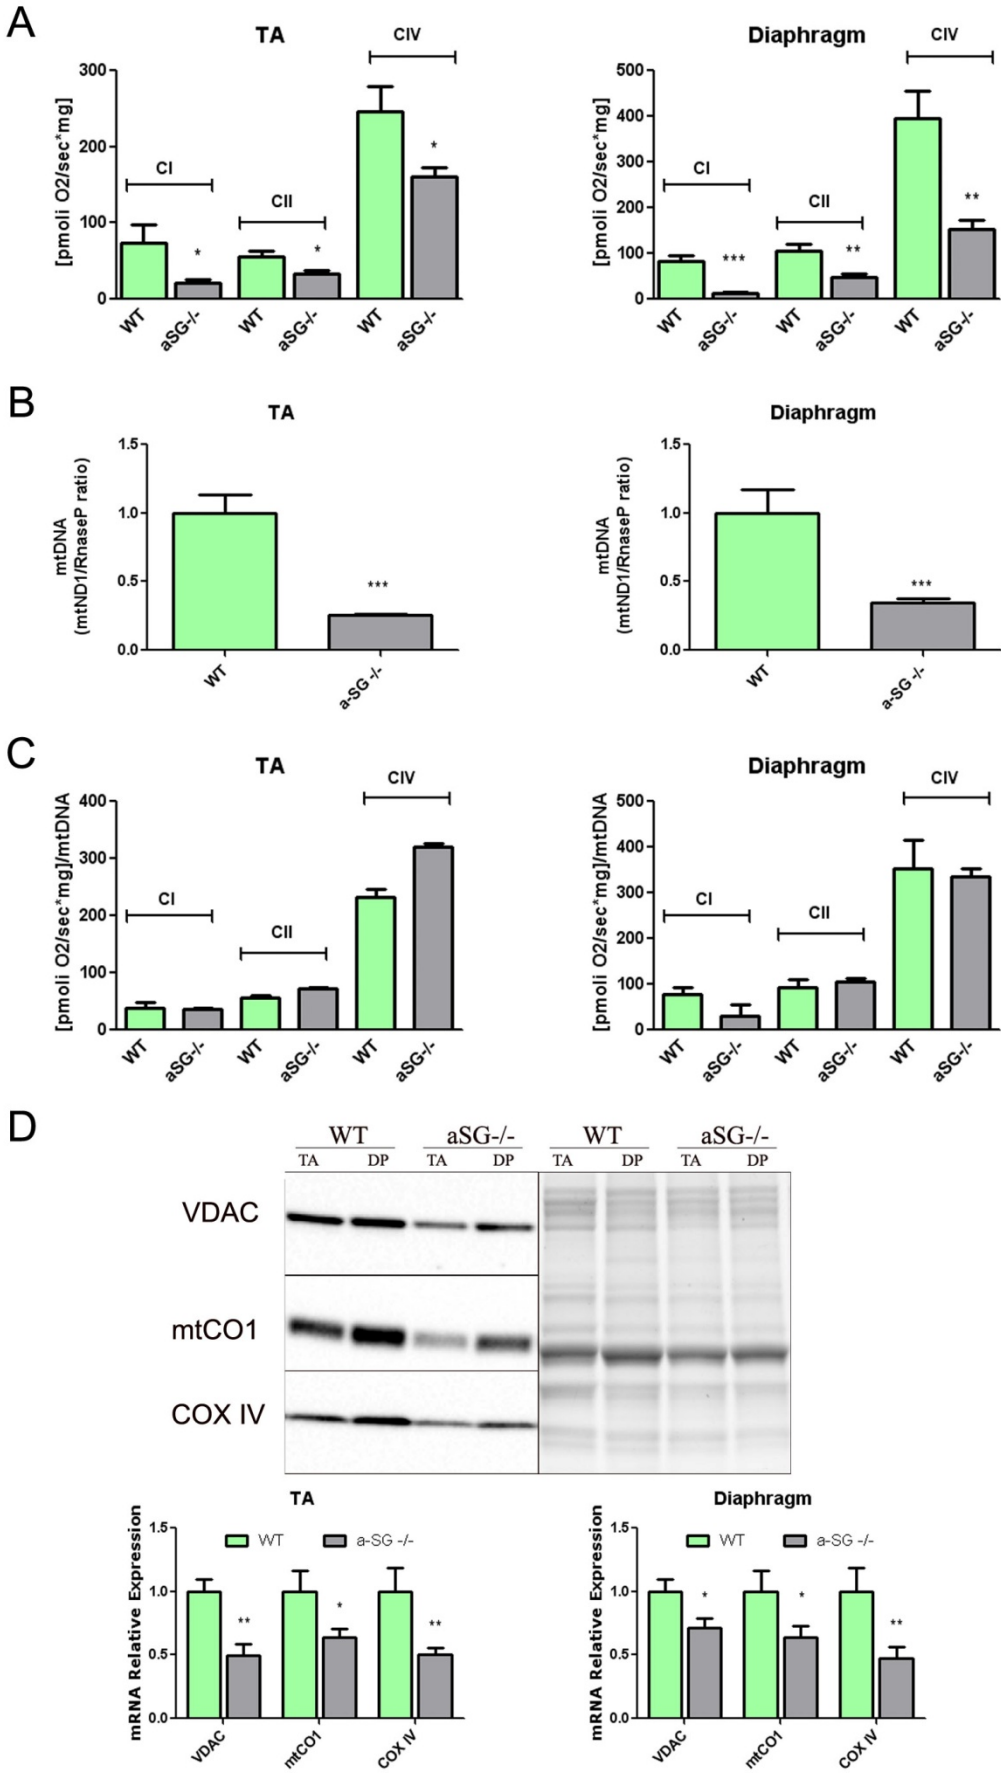 A
TA
Diaphragm
CIV
CIV
[pmoli O2/sec*mg]
300
200
100
0
CI
CII
*
*
*
WT
aSG-/-
WT
aSG-/-
WT
aSG-/-
[pmoli O2/sec*mg]
500
400
300
200
100
0
CI
CII
***
**
**
WT
aSG-/-
WT
aSG-/-
WT
aSG-/-
B
TA
Diaphragm
mtDNA
(mtND1/RnaseP ratio)
1.5
1.0
0.5
0.0
***
WT
a-SG -/-
mtDNA
(mtND1/RnaseP ratio)
1.5
1.0
0.5
0.0
***
WT
a-SG -/-
C
TA
Diaphragm
CIV
CIV
[pmoli O2/sec*mg]/mtDNA
400
300
200
100
0
CI
CII
WT
aSG-/-
WT
aSG-/-
WT
aSG-/-
[pmoli O2/sec*mg]/mtDNA
500
400
300
200
100
0
CI
CII
WT
aSG-/-
WT
aSG-/-
WT
aSG-/-
D
WT aSG-/- WT aSG-/-
TA DP TA DP TA DP TA DP
VDAC
mtCO1
COX IV
TA
Diaphragm
mRNA Relative Expression
1.5
1.0
0.5
0.0
WT a-SG -/-
**
*
**
VDAC
mtCO1
COX IV
mRNA Relative Expression
1.5
1.0
0.5
0.0
WT a-SG -/-
*
*
**
VDAC
mtCO1
COX IV